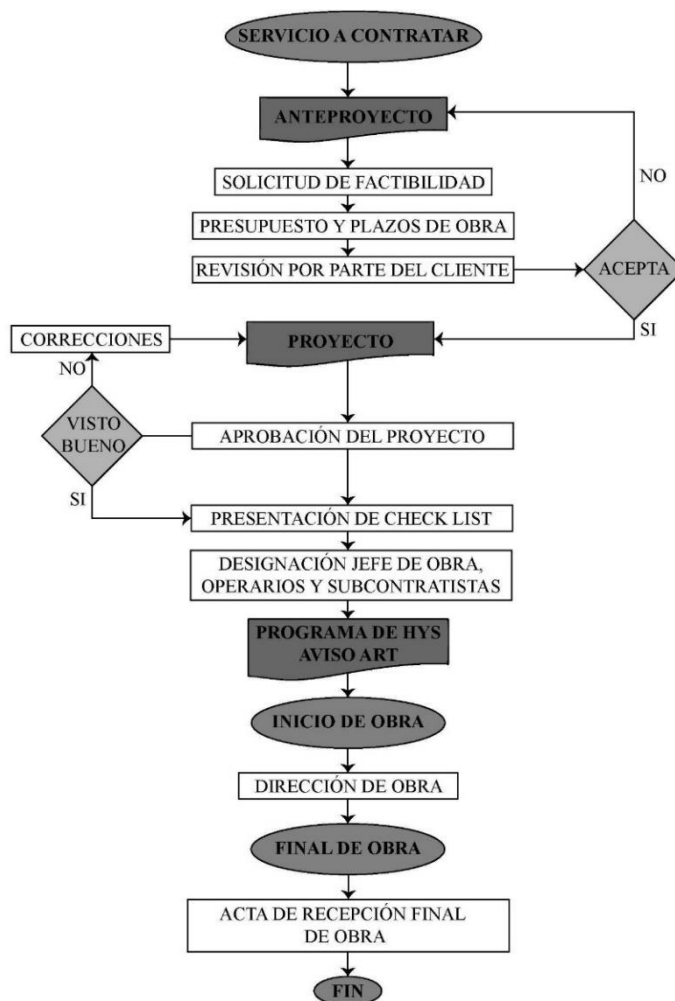 SERVICIO A CONTRATAR
ANTEPROYECTO
SOLICITUD DE FACTIBILIDAD
NO
PRESUPUESTO Y PLAZOS DE OBRA
REVISIÓN POR PARTE DEL CLIENTE
ACEPTA
SI
CORRECCIONES
PROYECTO
NO
VISTO
BUENO
APROBACIÓN DEL PROYECTO
SI
PRESENTACIÓN DE CHECK LIST
DESIGNACIÓN JEFE DE OBRA,
OPERARIOS Y SUBCONTRATISTAS
PROGRAMA DE HYS
AVISO ART
INICIO DE OBRA
DIRECCIÓN DE OBRA
FINAL DE OBRA
ACTA DE RECEPCIÓN FINAL
DE OBRA
FIN